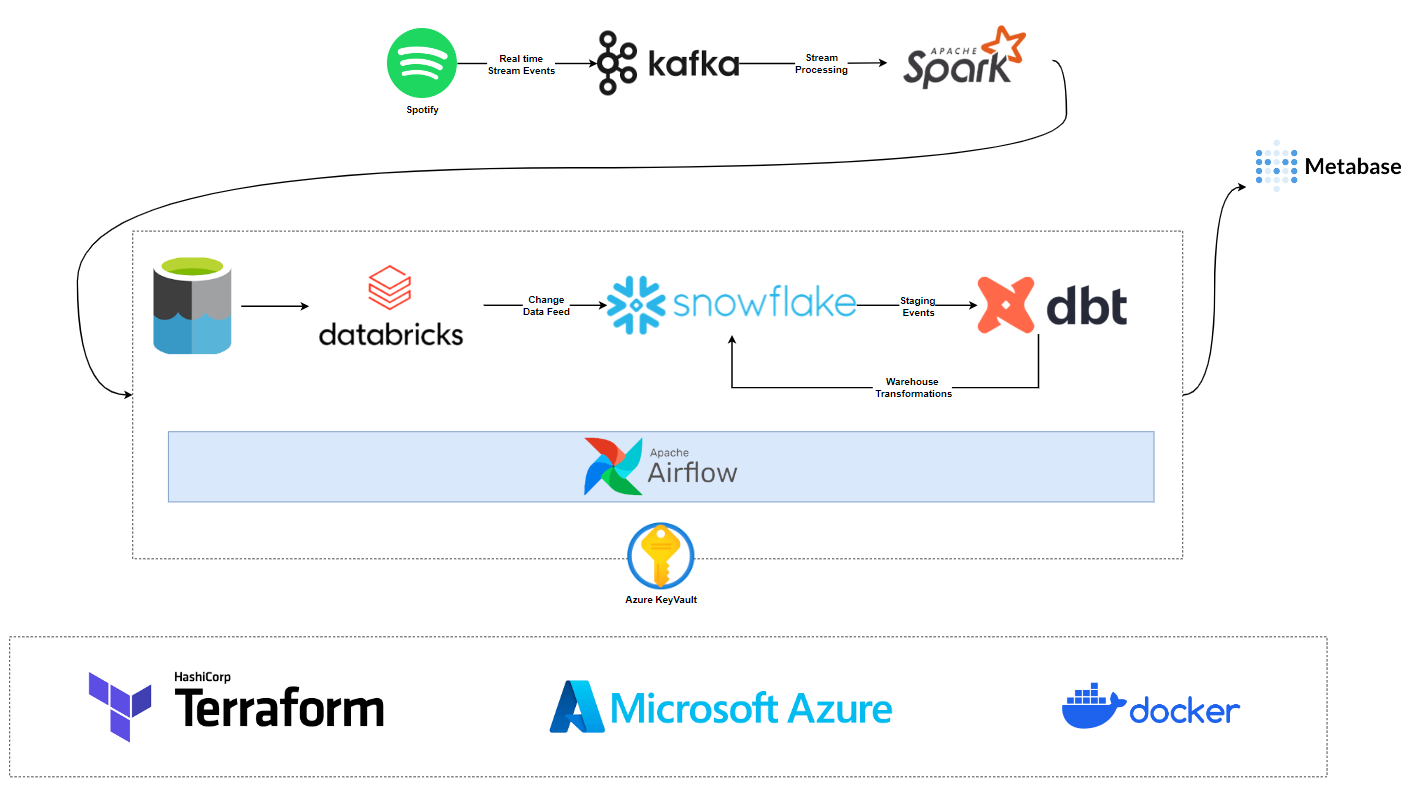 Real time
Stream Events
kafka
Stream
Processing
APACHE
Spark
Spotify
Metabase
databricks
Change
Data Feed
snowflake
Staging
Events
dbt
Warehouse
Transformations
Apache
Airflow
Azure KeyVault
HashiCorp
Terraform
Microsoft Azure
docker